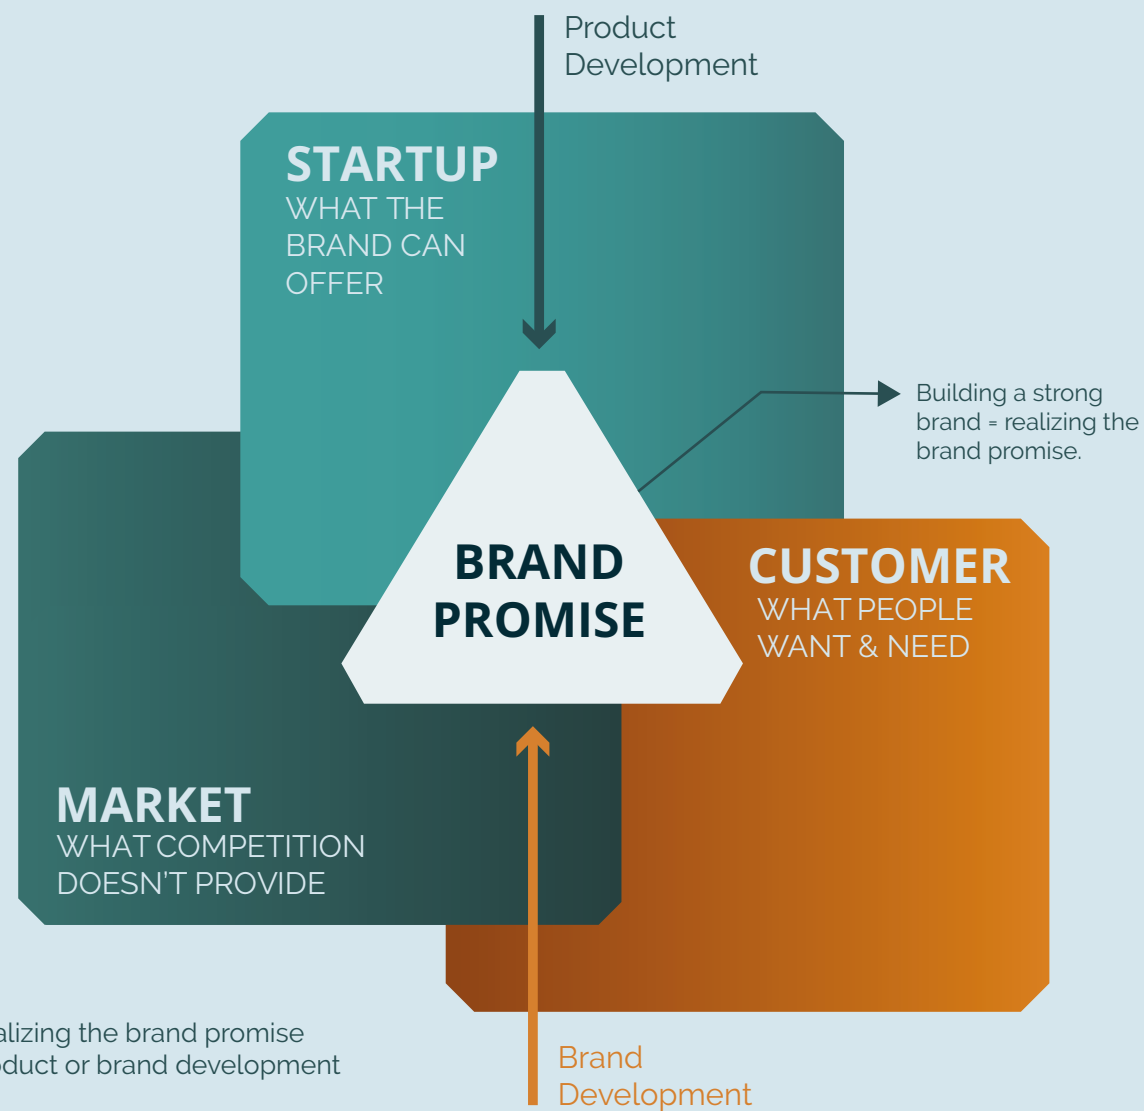 Product
Development
STARTUP
WHAT THE
BRAND CAN
OFFER
Building a strong
brand = realizing the
brand promise.
BRAND
PROMISE
CUSTOMER
WHAT PEOPLE
WANT & NEED
MARKET
WHAT COMPETITION
DOESN'T PROVIDE
the brand promise
or brand development
Brand
Development